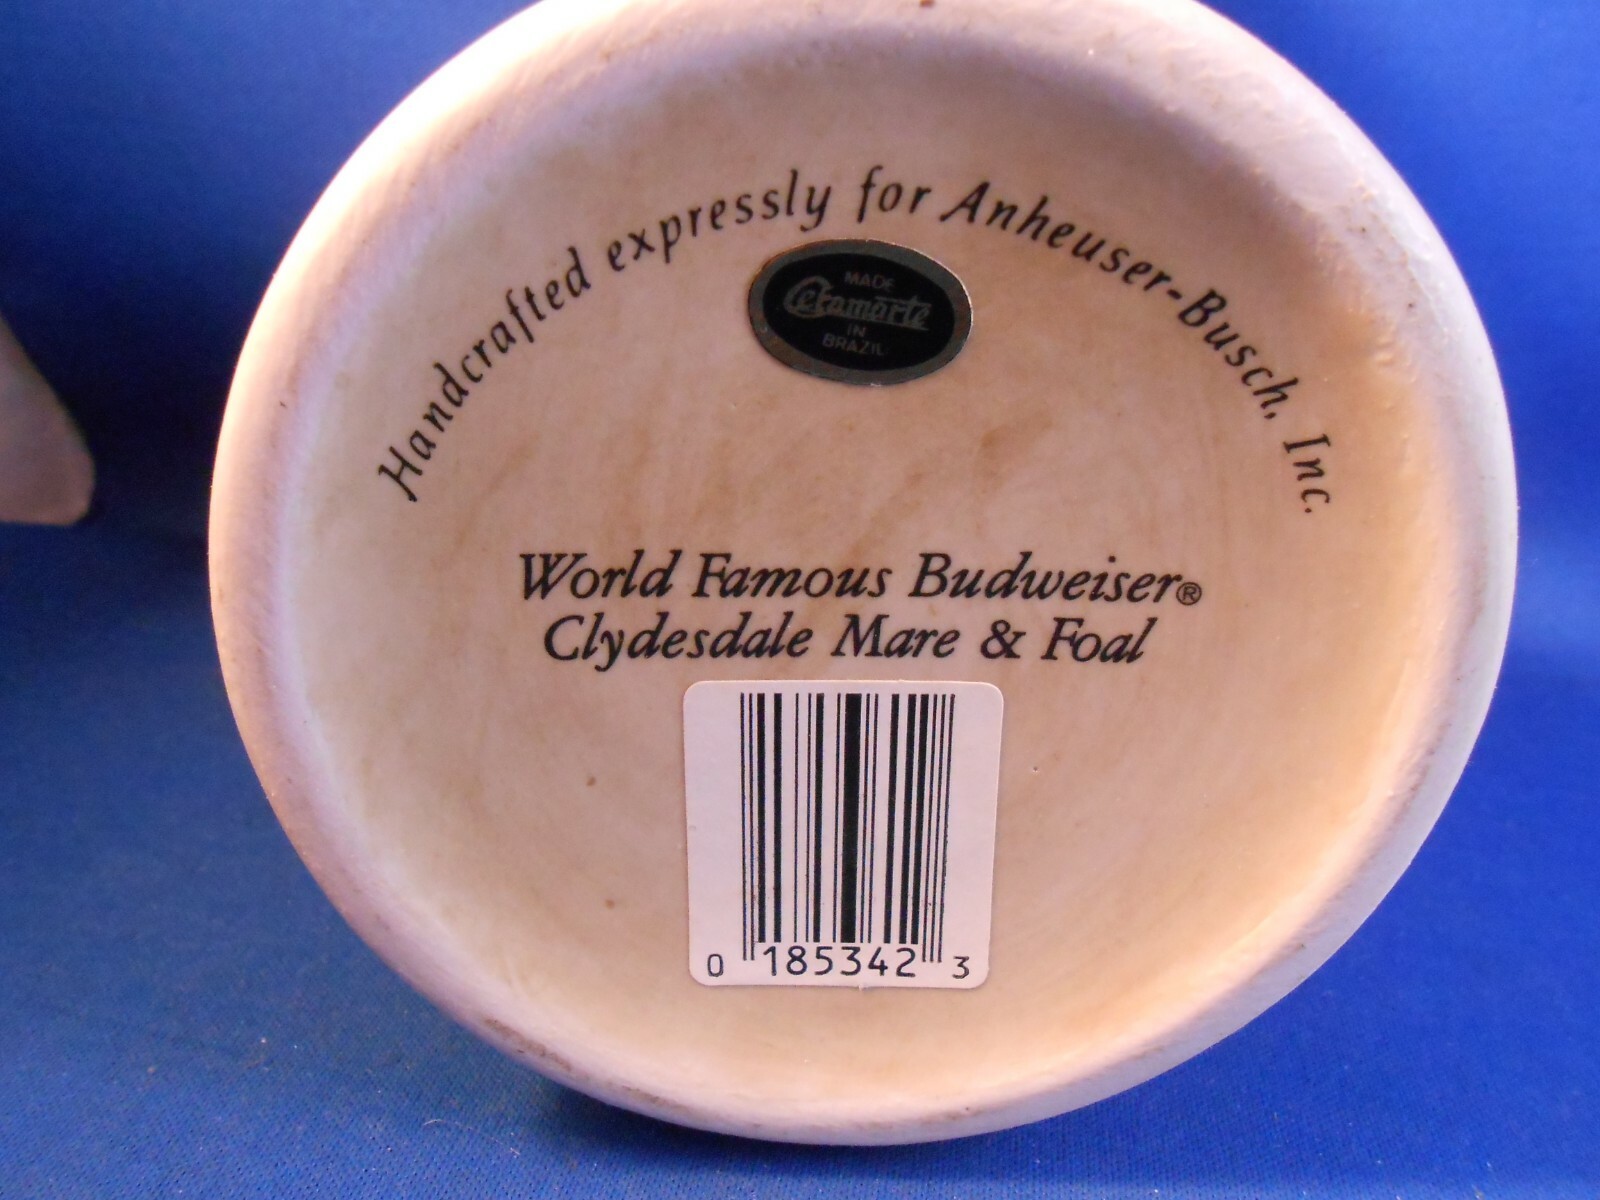 Handcrafted expressly for Anheuser-Busch, Inc.
MADE
Ceramarte
IN
BRAZIL
World Famous Budweiser®
Clydesdale Mare & Foal
0 185342 3